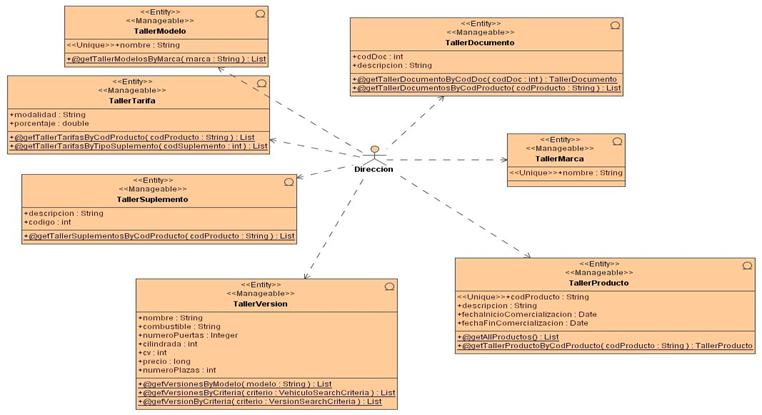 <<Entity>>
<<Manageable>>
TallerModelo
<<Unique>>+nombre : String
+@getTallerModelosByMarca( marca : String ) : List
<<Entity>>
<<Manageable>>
TallerDocumento
+codDoc : int
+descripcion : String
+@getTallerDocumentoByCodDoc( codDoc : int ) : TallerDocumento
+@getTallerDocumentosByCodProducto( codProducto : String ) : List
<<Entity>>
<<Manageable>>
TallerTarifa
+modalidad : String
+porcentaje : double
+@getTallerTarifasByCodProducto( codProducto : String ) : List
+@getTallerTarifasByTipoSuplemento( codSuplemento : int ) : List
<<Entity>>
<<Manageable>>
TallerMarca
<<Unique>>+nombre : String
Direccion
<<Entity>>
<<Manageable>>
TallerSuplemento
+descripcion : String
+codigo : int
+@getTallerSuplementosByCodProducto( codProducto : String ) : List
<<Entity>>
<<Manageable>>
TallerProducto
<<Unique>>+codProducto : String
+descripcion : String
+fechaInicioComercializacion : Date
+fechaFinComercializacion : Date
+@getAllProductos() : List
+@getTallerProductoByCodProducto( codProducto : String ) : TallerProducto
<<Entity>>
<<Manageable>>
TallerVersion
+nombre : String
+combustible : String
+numeroPuertas : Integer
+cilindrada : int
+cv : int
+precio : long
+numeroPlazas : int
+@getVersionesByModelo( modelo : String ) : List
+@getVersionesByCriteria( criterio : VehiculoSearchCriteria ) : List
+@getVersionByCriteria( criterio : VersionSearchCriteria ) : List